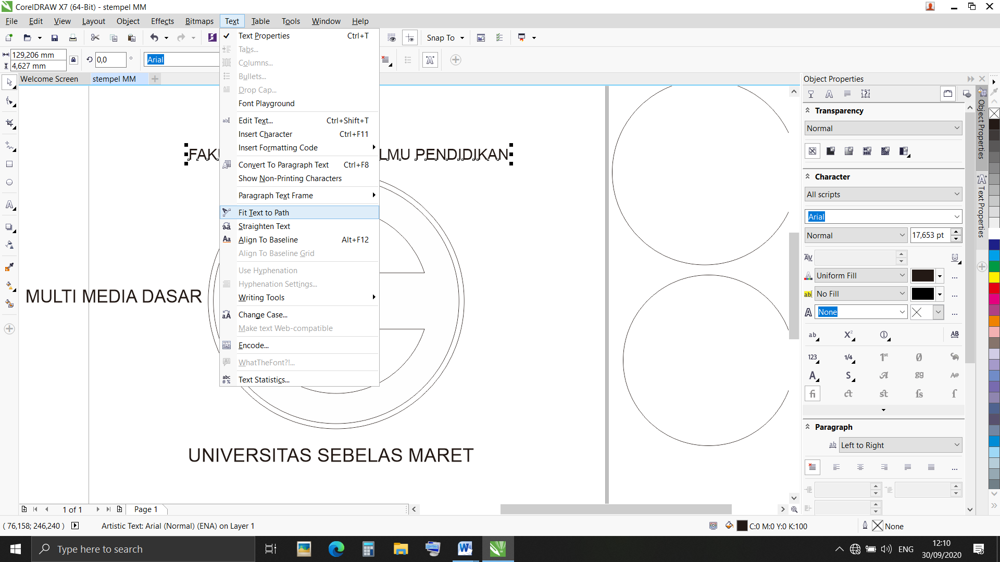 CorelDRAW X7 (64-Bit) - stempel MM
File Edit View Layout Object Effects Bitmaps Text Table Tools Window Help
Snap To
129,206 mm
4,627 mm
0,0 °
Arial
Welcome Screen stempel MM
Text Properties Ctrl+T
Tabs...
Columns...
Bullets...
Drop Cap...
Font Playground
Edit Text... Ctrl+Shift+T
Insert Character Ctrl+F11
Insert Formatting Code
Convert To Paragraph Text Ctrl+F8
Show Non-Printing Characters
Paragraph Text Frame
Fit Text to Path
Straighten Text
Align To Baseline Alt+F12
Align To Baseline Grid
Use Hyphenation
Hyphenation Settings...
Writing Tools
Change Case...
Make text Web-compatible
Encode...
WhatTheFont?!...
Text Statistics...
PENDIDIKAN
MULTI MEDIA DASAR
UNIVERSITAS SEBELAS MARET
Object Properties
Transparency
Normal
Character
All scripts
Arial
Normal 17,653 pt
Uniform Fill ...
No Fill ...
None ...
Paragraph
Left to Right
Object Properties
Text Properties
1 of 1 Page 1
( 76,158; 246,240 ) Artistic Text: Arial (Normal) (ENA) on Layer 1 C:0 M:0 Y:0 K:100 None
Type here to search ENG 12:10
30/09/2020